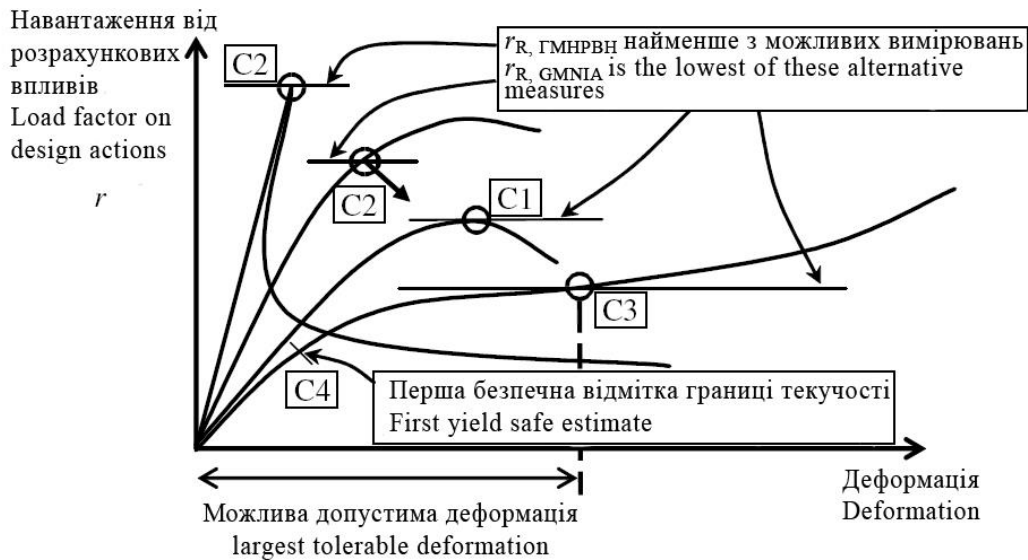 Навантаження від
розрахункових
впливів
Load factor on
design actions
r
C2
r R, ГМНРВН найменше з можливих вимірювань
r R, GMNIA is the lowest of these alternative
measures
C2
C1
C3
C4
Перша безпечна відмітка границі текучості
First yield safe estimate
Деформація
Deformation
Можлива допустима деформація
largest tolerable deformation